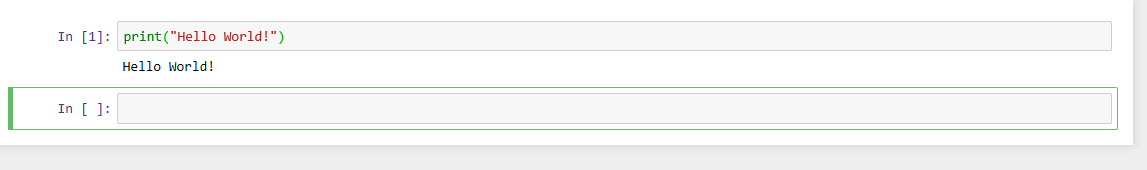 In [1]: print("Hello World!")
Hello World!
In [ ]: